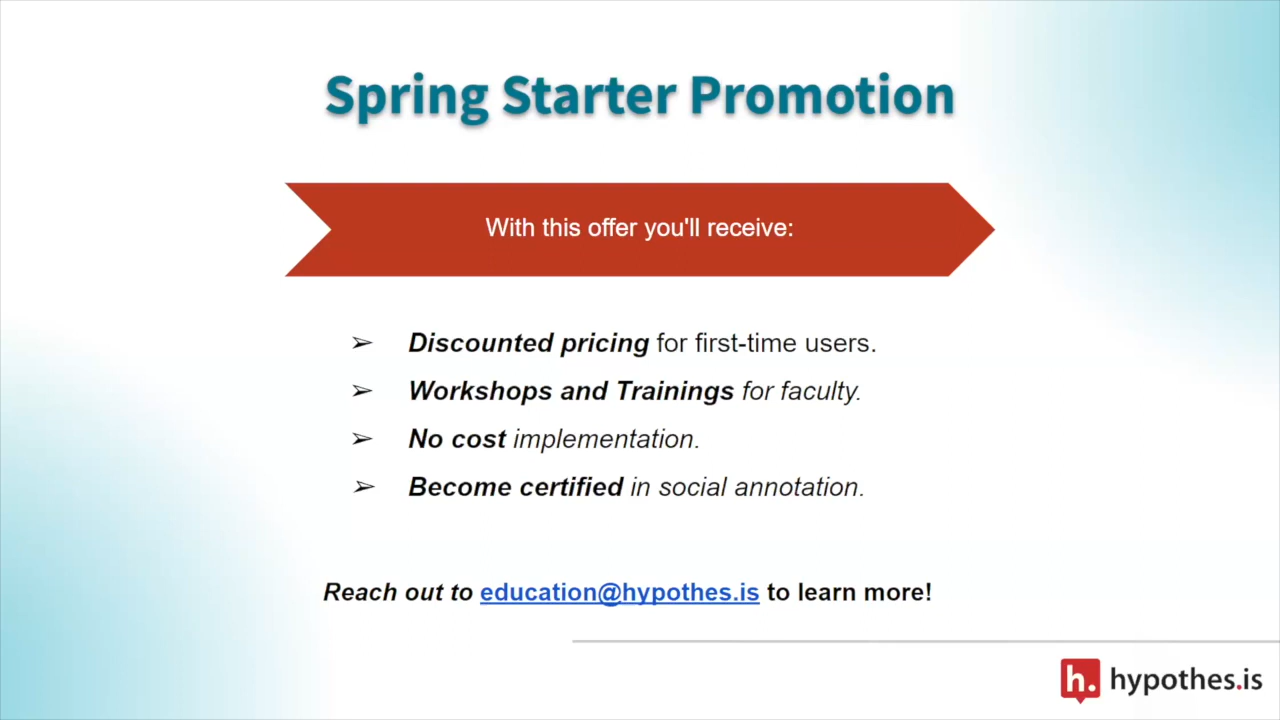 Spring Starter Promotion
With this offer you'll receive:
➢ Discounted pricing for first-time users.
➢ Workshops and Trainings for faculty.
➢ No cost implementation.
➢ Become certified in social annotation.
Reach out to education@hypothes.is to learn more!
h. hypothes.is